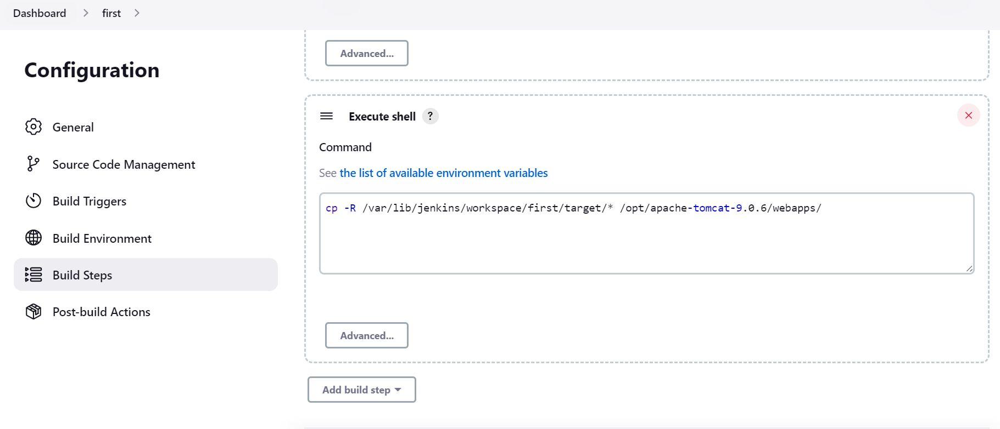 Dashboard > first >
Advanced...
Configuration
General
Source Code Management
Build Triggers
Build Environment
Build Steps
Post-build Actions
Execute shell ?
Command
See the list of available environment variables
cp -R /var/lib/jenkins/workspace/first/target/* /opt/apache-tomcat-9.0.6/webapps/
Advanced...
Add build step